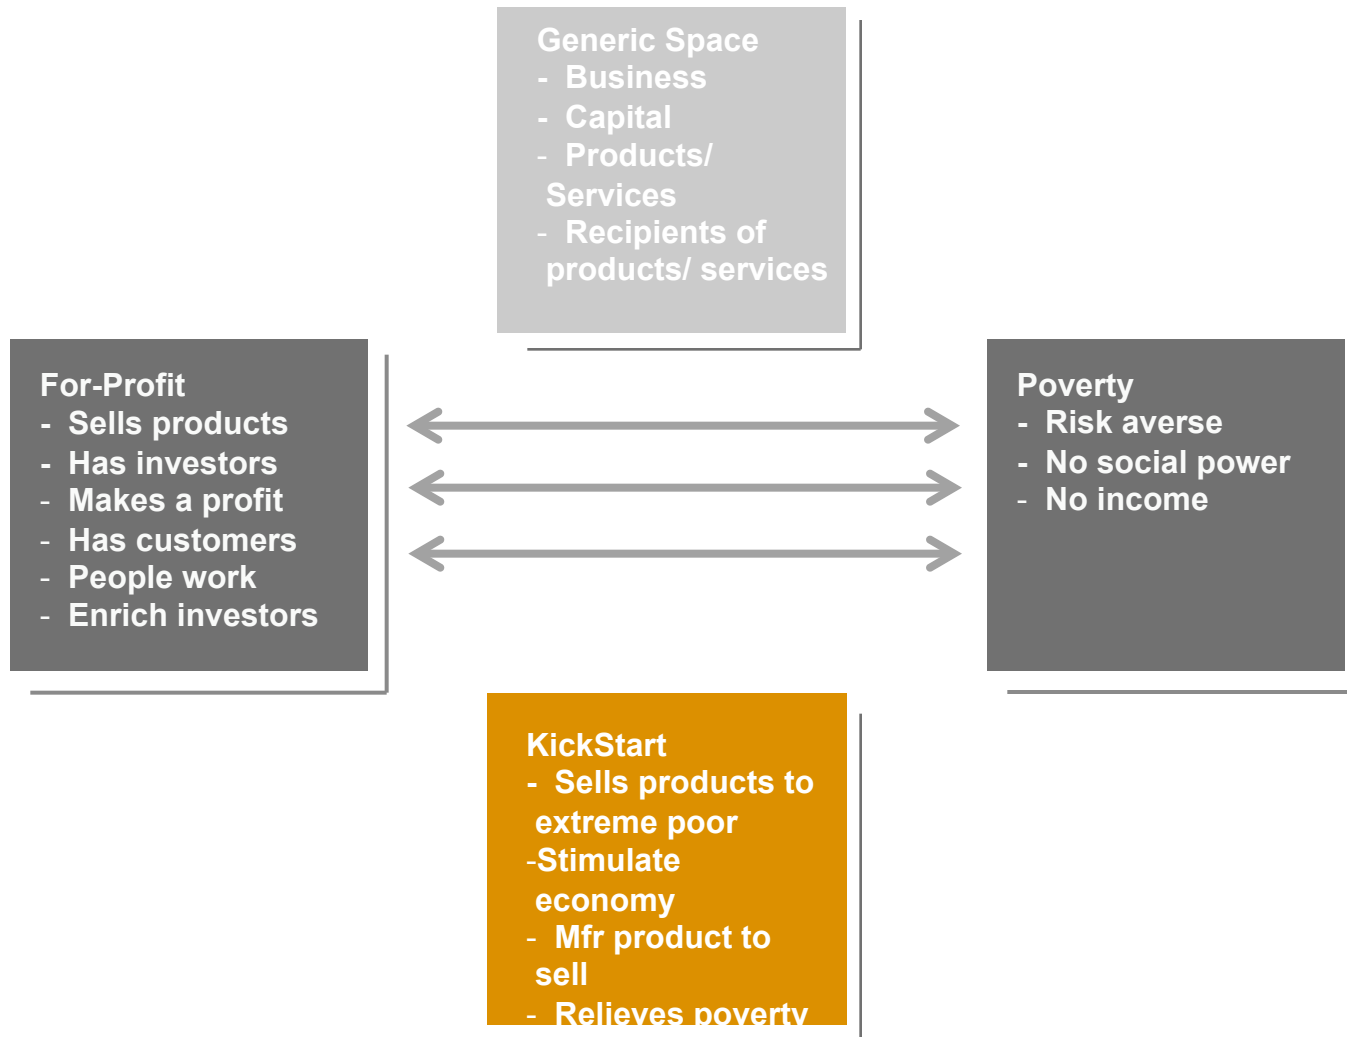 Generic Space
- Business
- Capital
- Products/
Services
- Recipients of
products/ services
For-Profit
- Sells products
- Has investors
- Makes a profit
- Has customers
- People work
- Enrich investors
Poverty
- Risk averse
- No social power
- No income
KickStart
- Sells products to
extreme poor
-Stimulate
economy
- Mfr product to
sell
- Relieves poverty